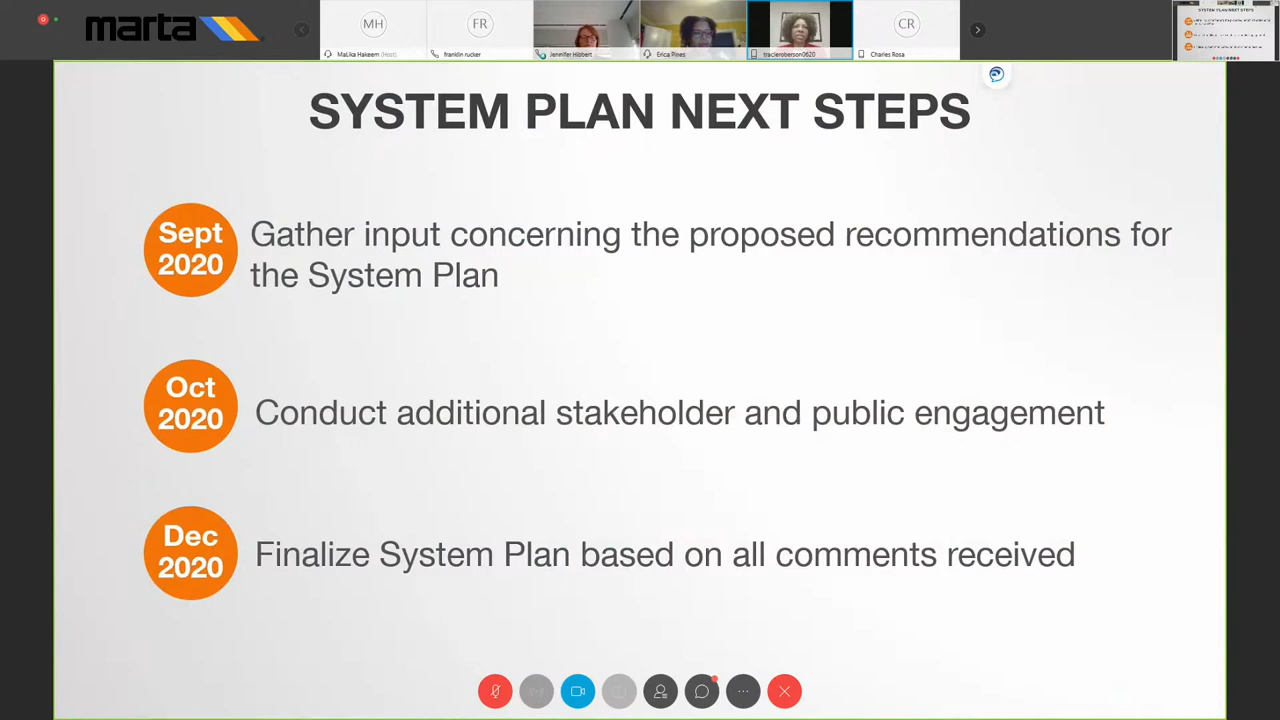 marta
MH
FR
CR
MaLika Hakeem (Host)
franklin rucker
Jennifer Hibbert
Erica Pines
tracieroberson0620
Charles Rosa
SYSTEM PLAN NEXT STEPS
Sept
2020
Gather input concerning the proposed recommendations for
the System Plan
Oct
2020
Conduct additional stakeholder and public engagement
Dec
2020
Finalize System Plan based on all comments received